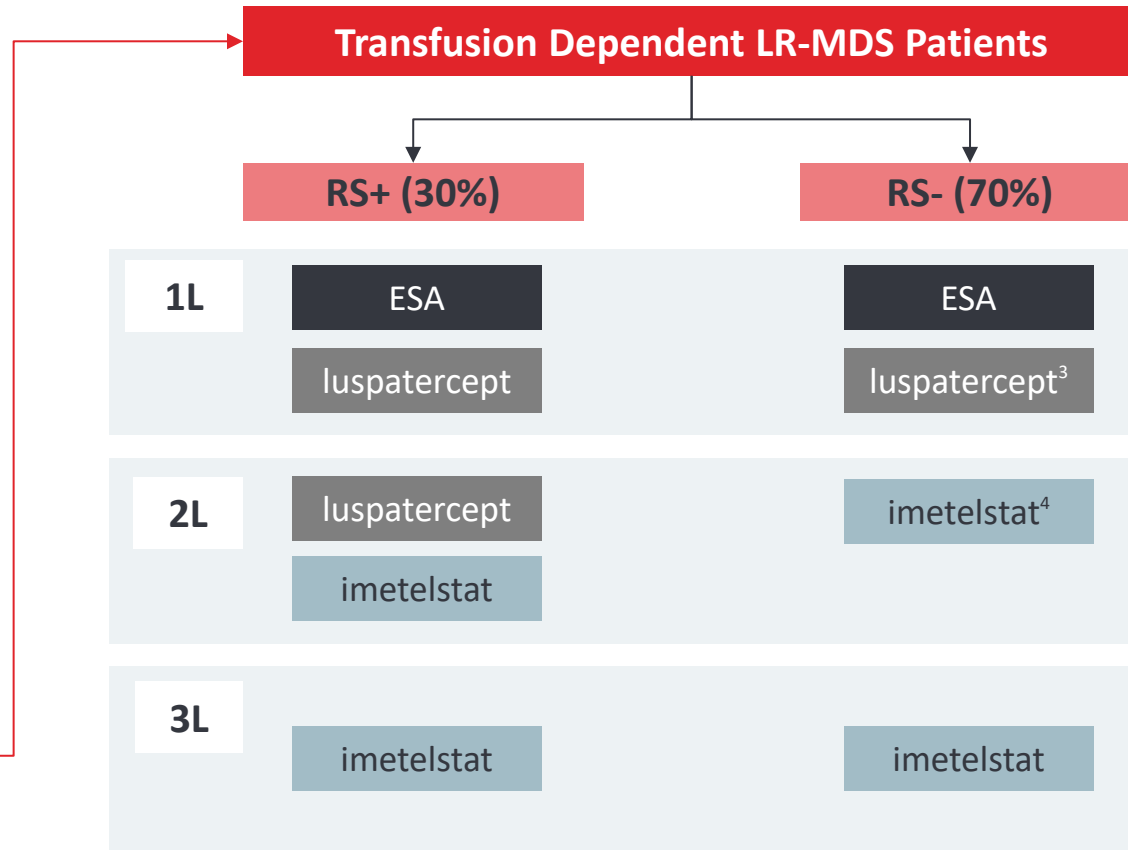 Transfusion Dependent LR-MDS Patients
RS+ (30%)
RS- (70%)
1L
ESA
ESA
luspatercept
luspatercept³
2L
luspatercept
imetelstat⁴
imetelstat
3L
imetelstat
imetelstat